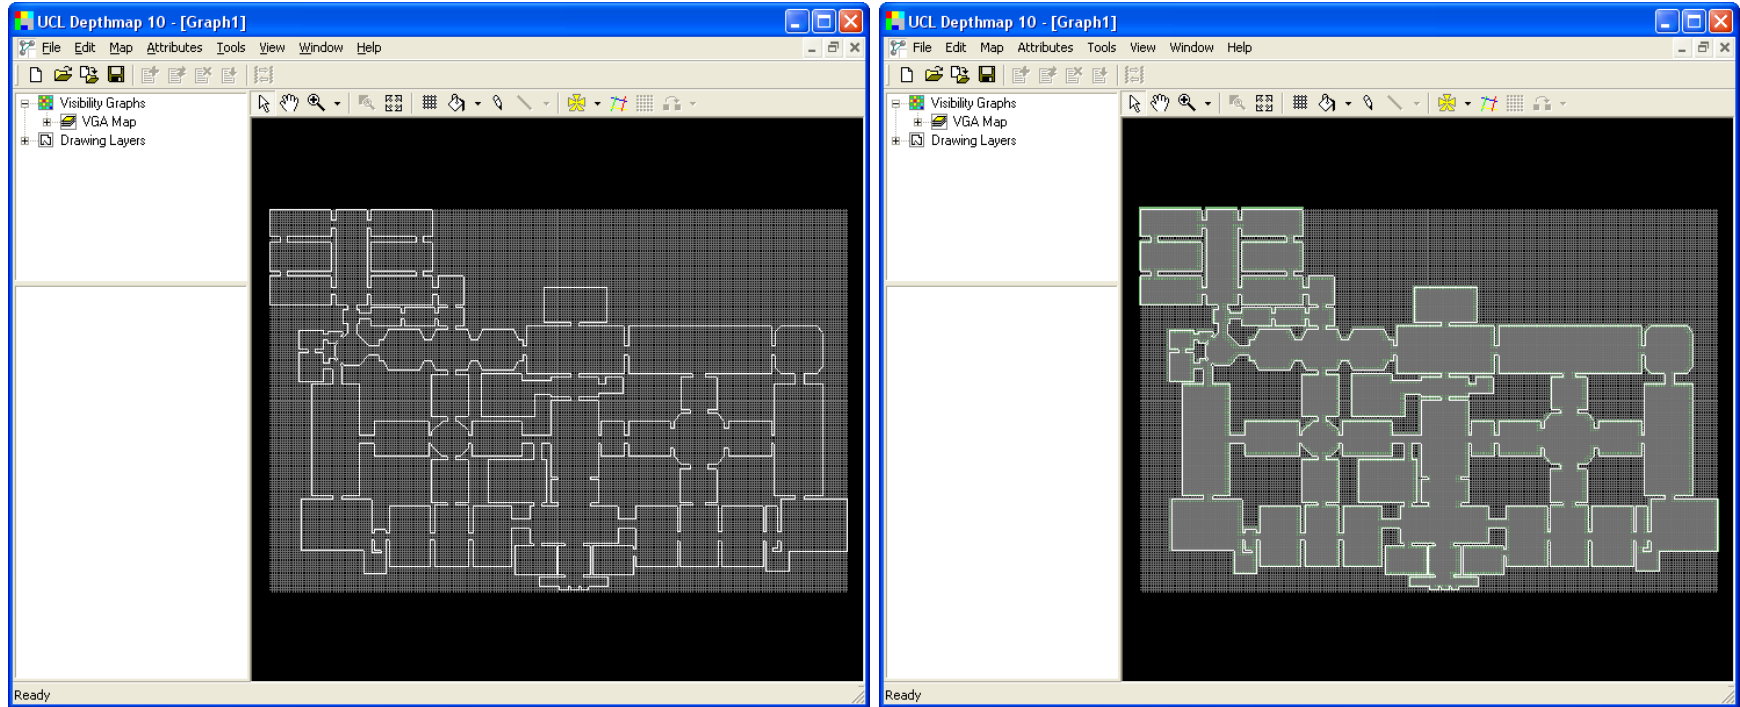 UCL Depthmap 10 - [Graph1]
File Edit Map Attributes Tools View Window Help
Visibility Graphs
VGA Map
Drawing Layers
Ready
UCL Depthmap 10 - [Graph1]
File Edit Map Attributes Tools View Window Help
Visibility Graphs
VGA Map
Drawing Layers
Ready